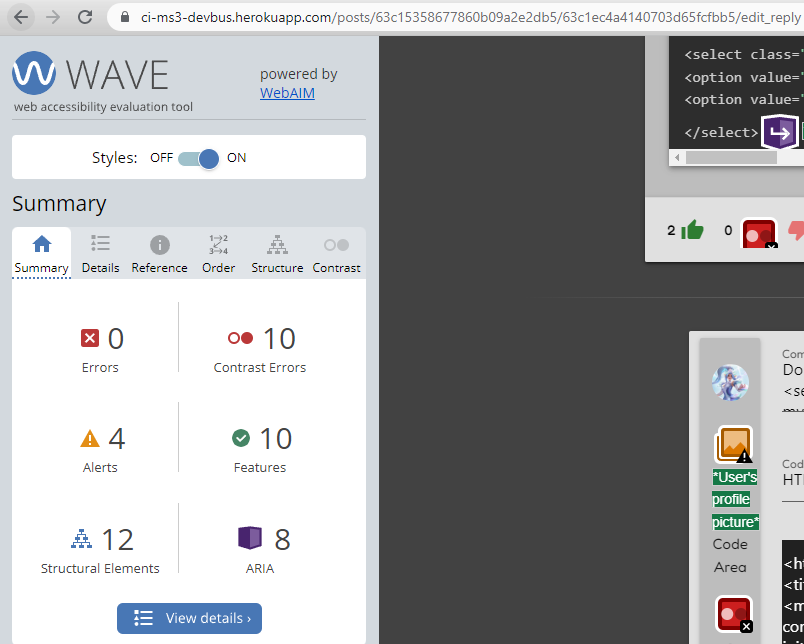 ci-ms3-devbus.herokuapp.com/posts/63c15358677860b09a2e2db5/63c1ec4a4140703d65fcfbb5/edit_reply
WAVE
web accessibility evaluation tool
powered by
WebAIM
Styles: OFF ON
Summary
Summary Details Reference Order Structure Contrast
0
Errors
10
Contrast Errors
4
Alerts
10
Features
12
Structural Elements
8
ARIA
View details ›
<select class="
<option value="
<option value="
</select>
2 0
Com
Do
<se
*User's
profile
picture*
Code
Area
Cod
HT
<h
<ti
<m
con